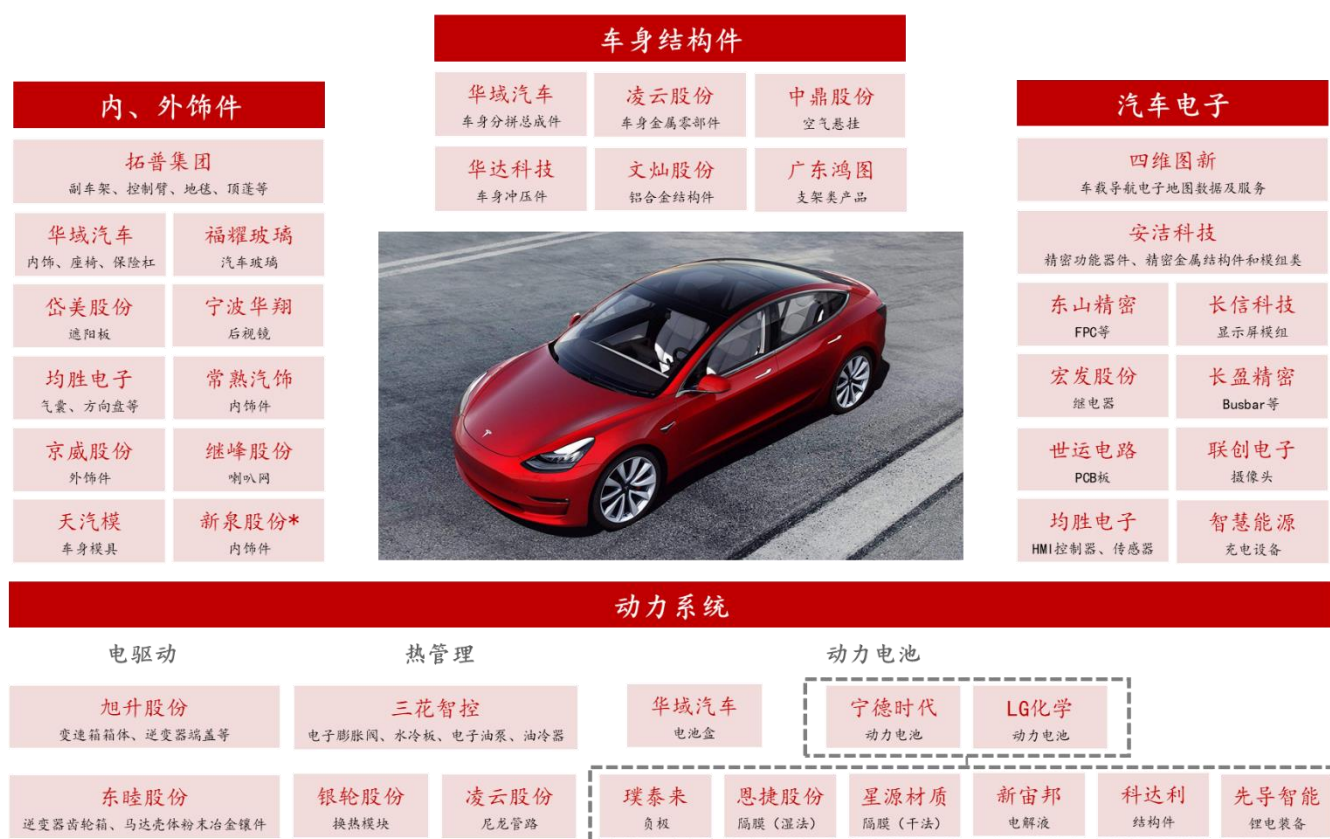 车身结构件
华域汽车
车身分拼总成件
凌云股份
车身金属零部件
中鼎股份
空气悬挂
华达科技
车身冲压件
文灿股份
铝合金结构件
广东鸿图
支架类产品
内、外饰件
拓普集团
副车架、控制臂、地毯、顶蓬等
华域汽车
内饰、座椅、保险杠
福耀玻璃
汽车玻璃
岱美股份
遮阳板
宁波华翔
后视镜
均胜电子
气囊、方向盘等
常熟汽饰
内饰件
京威股份
外饰件
继峰股份
喇叭网
天汽模
车身模具
新泉股份*
内饰件
汽车电子
四维图新
车载导航电子地图数据及服务
安洁科技
精密功能器件、精密金属结构件和模组类
东山精密
FPC等
长信科技
显示屏模组
宏发股份
继电器
长盈精密
Busbar等
世运电路
PCB板
联创电子
摄像头
均胜电子
HMI控制器、传感器
智慧能源
充电设备
动力系统
电驱动
热管理
动力电池
旭升股份
变速箱箱体、逆变器端盖等
三花智控
电子膨胀阀、水冷板、电子油泵、油冷器
华域汽车
电池盒
宁德时代
动力电池
LG化学
动力电池
东睦股份
逆变器齿轮箱、马达壳体粉末冶金镶件
银轮股份
换热模块
凌云股份
尼龙管路
璞泰来
负极
恩捷股份
隔膜（湿法）
星源材质
隔膜（干法）
新宙邦
电解液
科达利
结构件
先导智能
锂电装备